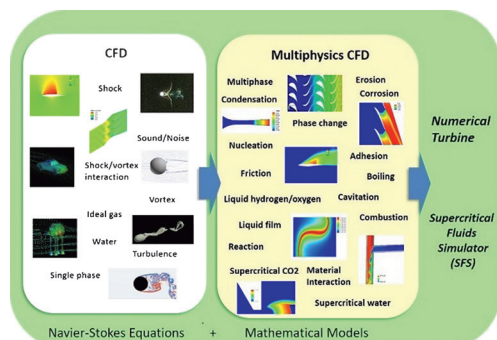 CFD
Shock
Sound/Noise
Shock/vortex
interaction
Vortex
Ideal gas
Water
Turbulence
Single phase
Multiphysics CFD
Multiphase
Erosion
Condensation
Corrosion
Phase change
Nucleation
Adhesion
Friction
Boiling
Liquid hydrogen/oxygen
Cavitation
Liquid film
Combustion
Reaction
Supercritical CO2
Material
Interaction
Supercritical water
Numerical
Turbine
Supercritical
Fluids
Simulator
(SFS)
Navier-Stokes Equations + Mathematical Models